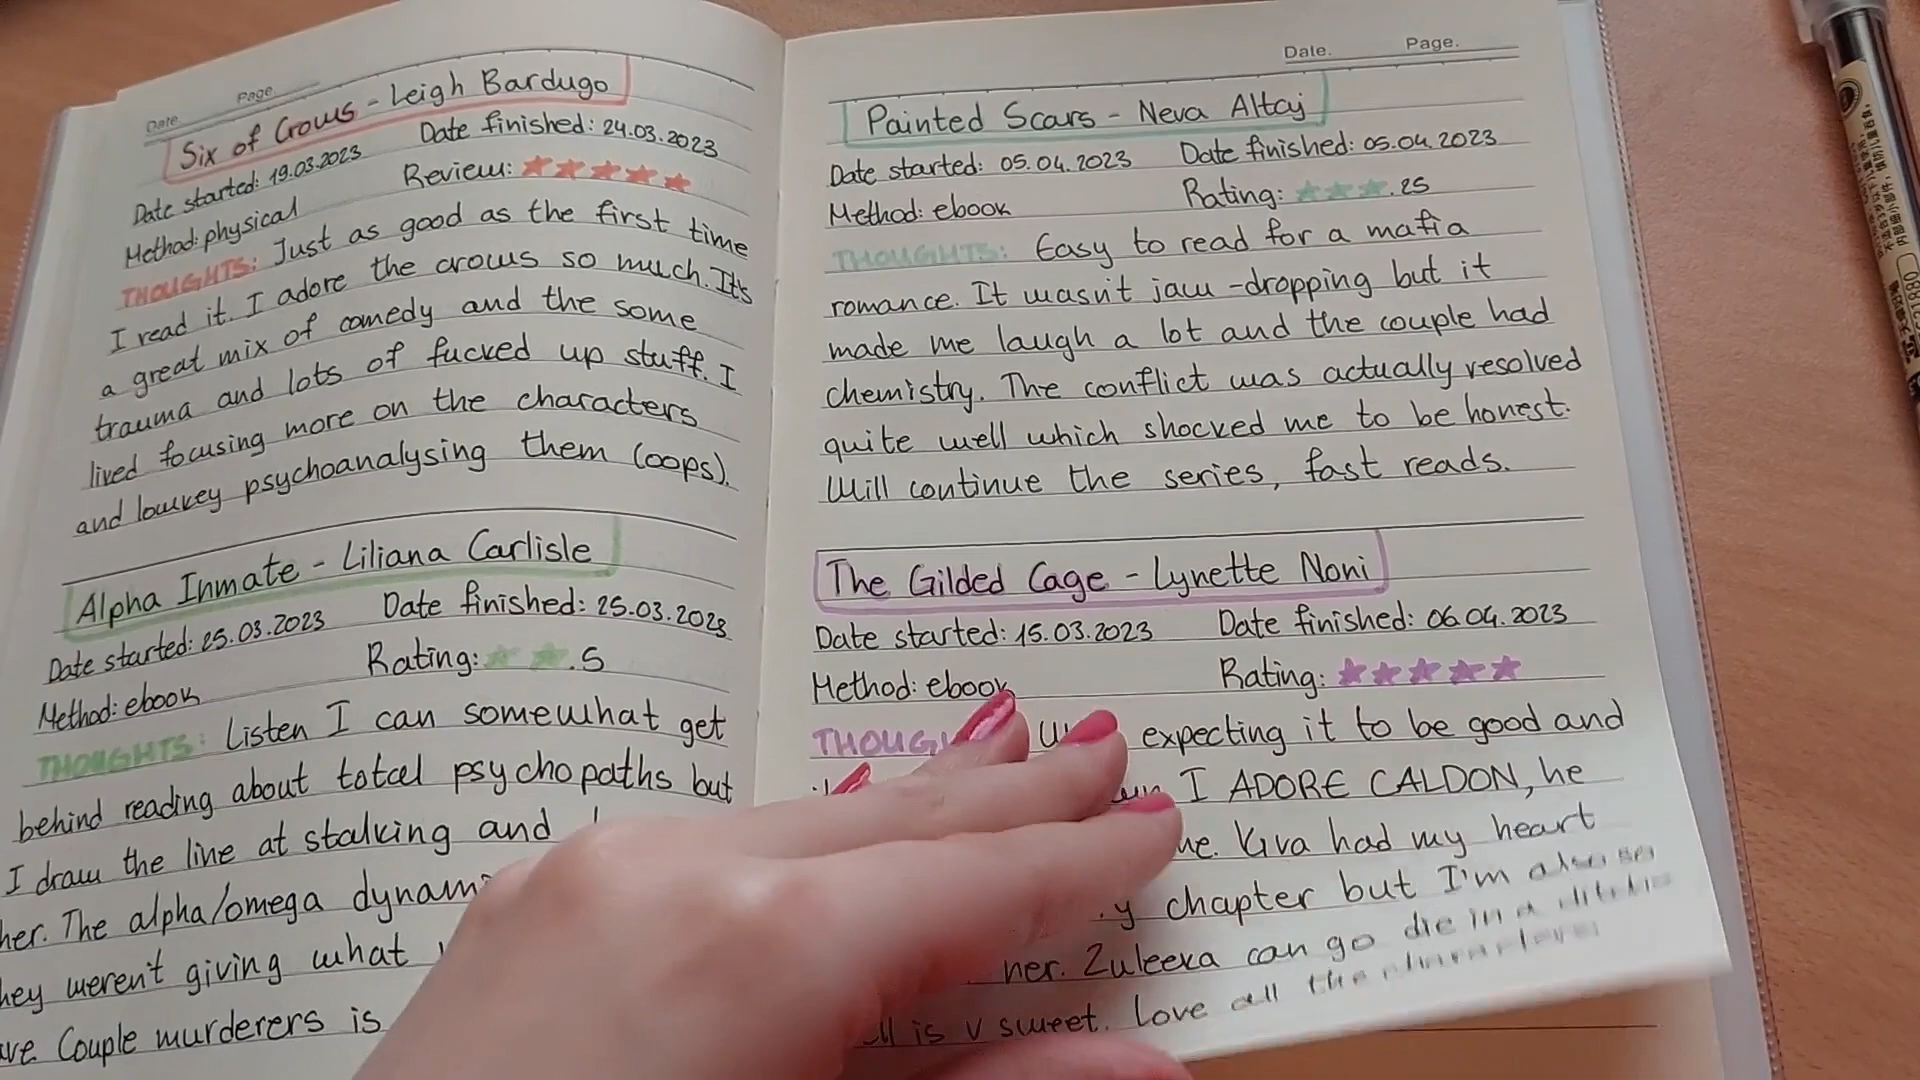 Date Page
Six of Crows - Leigh Bardugo
Date started: 19.03.2023 Date finished: 24.03.2023
Method: physical Review: ★★★★★
THOUGHTS: Just as good as the first time
I read it. I adore the crows so much. It's
a great mix of comedy and the some
trauma and lots of fucked up stuff. I
lived focusing more on the characters
and lowkey psychoanalysing them (oops).
Alpha Inmate - Liliana Carlisle
Date started: 25.03.2023 Date finished: 25.03.2023
Method: ebook Rating: ★★.5
THOUGHTS: Listen I can somewhat get
behind reading about total psychopaths but
I draw the line at stalking and
her. The alpha/omega
hey weren't giving what
Couple murderers is
Date. Page.
Painted Scars - Neva Altaj
Date started: 05.04.2023 Date finished: 05.04.2023
Method: ebook Rating: ★★★.25
THOUGHTS: Easy to read for a mafia
romance. It wasn't jaw-dropping but it
made me laugh a lot and the couple had
chemistry. The conflict was actually resolved
quite well which shocked me to be honest.
Will continue the series, fast reads.
The Gilded Cage - Lynette Noni
Date started: 15.03.2023 Date finished: 06.04.2023
Method: ebook Rating: ★★★★★
expecting it to be good and
I ADORE CALDON, he
Kiva had my heart
chapter but I'm also so
her. Zuleeka can go die in a ditch
is v sweet. Love all the